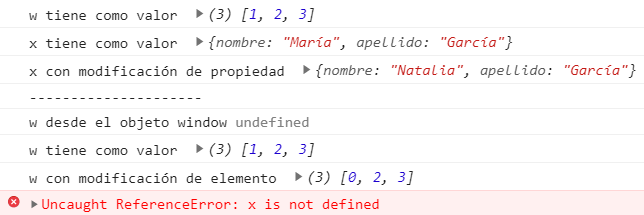 w tiene como valor ▶(3) [1, 2, 3]
x tiene como valor ▶{nombre: "María", apellido: "García"}
x con modificación de propiedad ▶{nombre: "Natalia", apellido: "García"}
---------------------
w desde el objeto window undefined
w tiene como valor ▶(3) [1, 2, 3]
w con modificación de elemento ▶(3) [0, 2, 3]
▶Uncaught ReferenceError: x is not defined